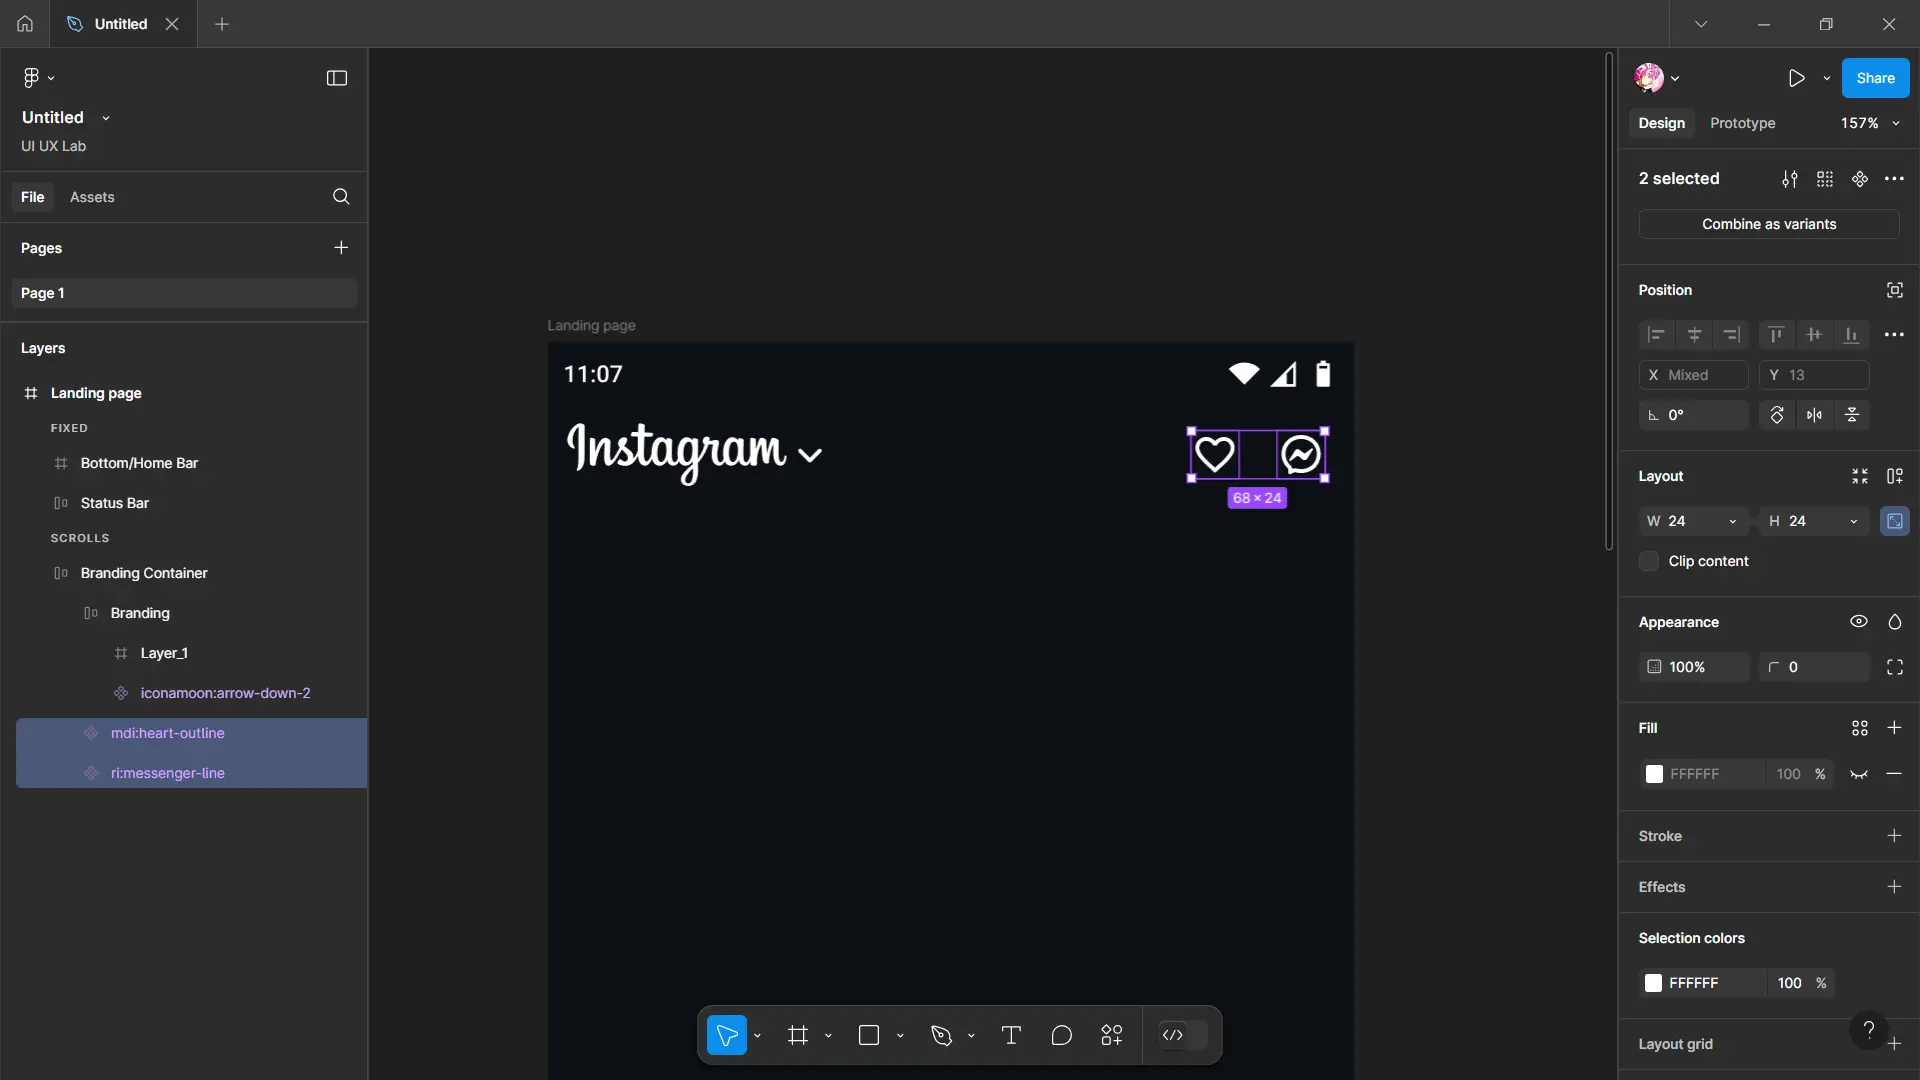 Untitled
Untitled
UI UX Lab
File
Assets
Pages
Page 1
Layers
Landing page
FIXED
Bottom/Home Bar
Status Bar
SCROLLS
Branding Container
Branding
Layer_1
iconamoon:arrow-down-2
mdi:heart-outline
ri:messenger-line
Landing page
11:07
Instagram
68 × 24
Share
Design
Prototype
157%
2 selected
Combine as variants
Position
X Mixed
Y 13
0°
Layout
W 24
H 24
Clip content
Appearance
100%
0
Fill
FFFFFF 100 %
Stroke
Effects
Selection colors
FFFFFF 100 %
Layout grid
?